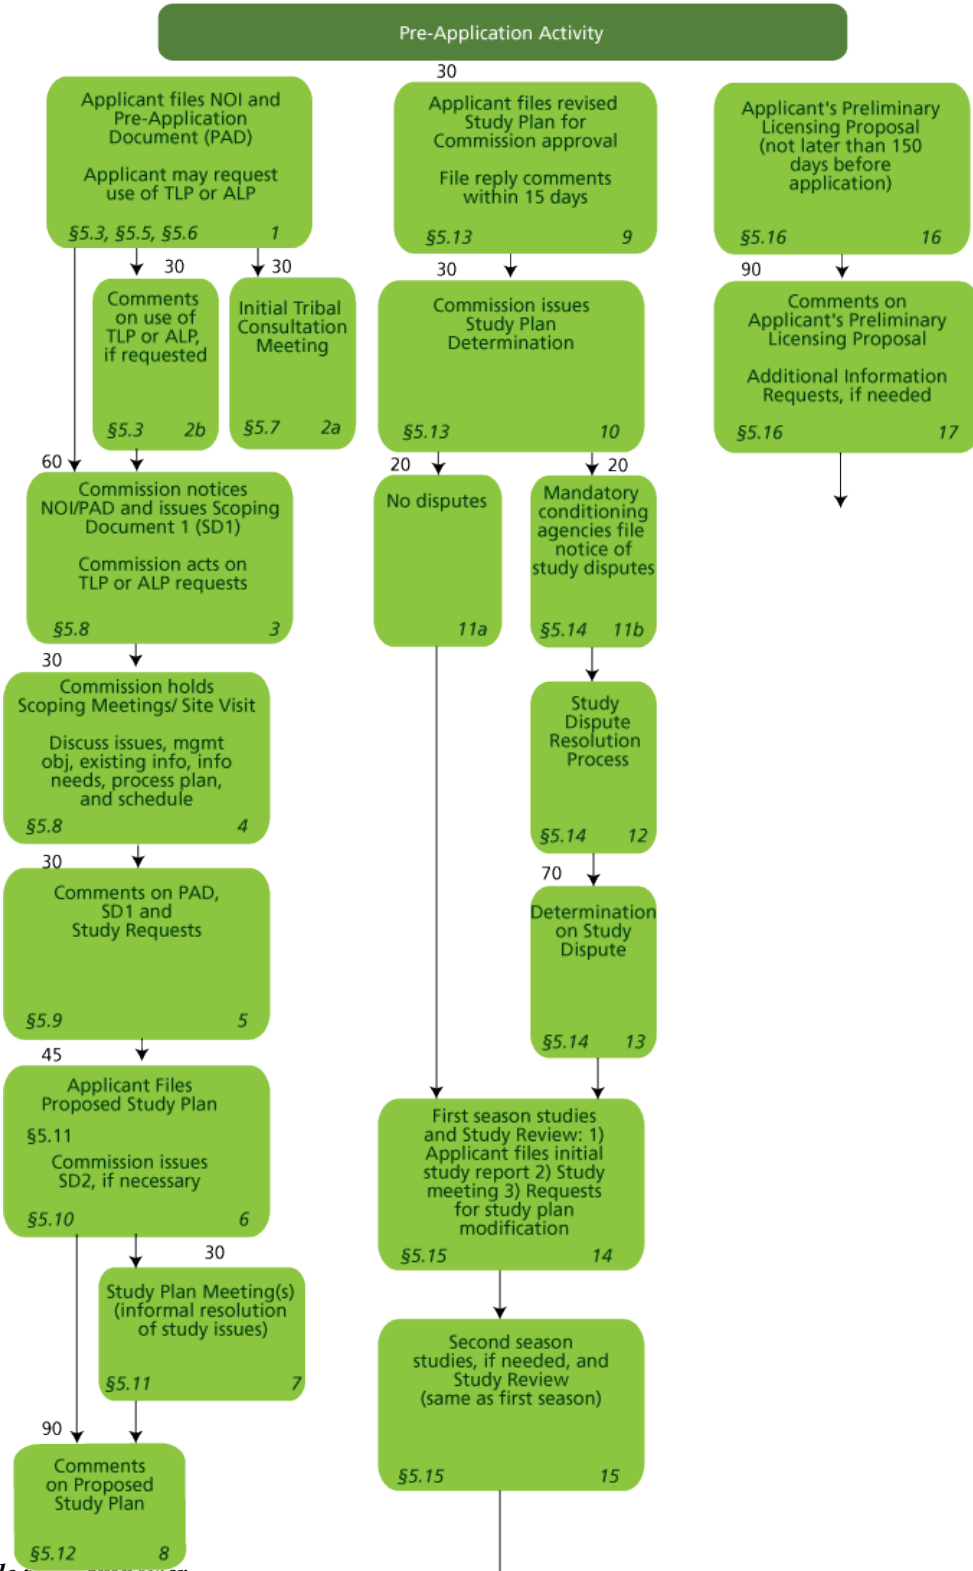 Pre-Application Activity
Applicant files NOI and
Pre-Application
Document (PAD)
Applicant may request
use of TLP or ALP
§5.3, §5.5, §5.6 1
30
Comments
on use of
TLP or ALP,
if requested
§5.3 2b
30
Initial Tribal
Consultation
Meeting
§5.7 2a
60
Commission notices
NOI/PAD and issues Scoping
Document 1 (SD1)
Commission acts on
TLP or ALP requests
§5.8 3
30
Commission holds
Scoping Meetings/ Site Visit
Discuss issues, mgmt
obj, existing info, info
needs, process plan,
and schedule
§5.8 4
30
Comments on PAD,
SD1 and
Study Requests
§5.9 5
45
Applicant Files
Proposed Study Plan
§5.11
Commission issues
SD2, if necessary
§5.10 6
30
Study Plan Meeting(s)
(informal resolution
of study issues)
§5.11 7
90
Comments
on Proposed
Study Plan
§5.12 8
30
Applicant files revised
Study Plan for
Commission approval
File reply comments
within 15 days
§5.13 9
30
Commission issues
Study Plan
Determination
§5.13 10
20
No disputes
11a
20
Mandatory
conditioning
agencies file
notice of
study disputes
§5.14 11b
Study
Dispute
Resolution
Process
§5.14 12
70
Determination
on Study
Dispute
§5.14 13
First season studies
and Study Review: 1)
Applicant files initial
study report 2) Study
meeting 3) Requests
for study plan
modification
§5.15 14
Second season
studies, if needed, and
Study Review
(same as first season)
§5.15 15
Applicant's Preliminary
Licensing Proposal
(not later than 150
days before
application)
§5.16 16
90
Comments on
Applicant's Preliminary
Licensing Proposal
Additional Information
Requests, if needed
§5.16 17